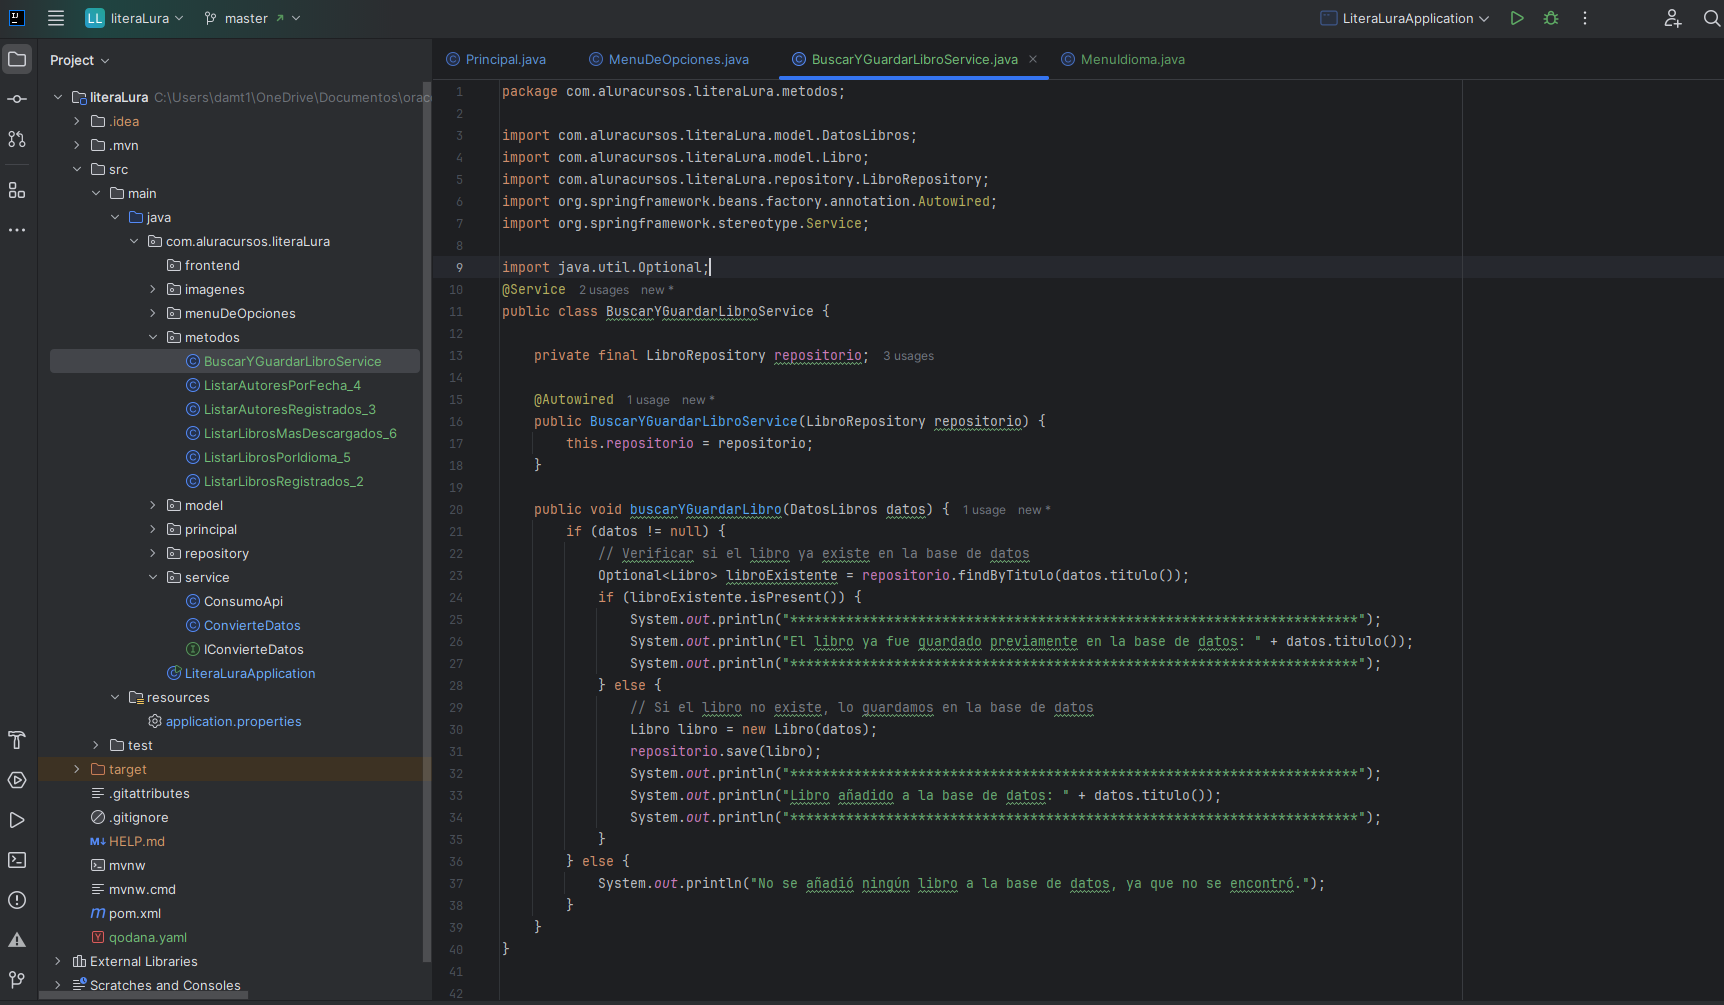 LL literaLura master LiteraLuraApplication
Project
Principal.java MenuDeOpciones.java BuscarYGuardarLibroService.java MenuIdioma.java
literaLura C:\Users\damt1\OneDrive\Documentos\orac
.idea
.mvn
src
main
java
com.aluracursos.literaLura
frontend
imagenes
menuDeOpciones
metodos
BuscarYGuardarLibroService
ListarAutoresPorFecha_4
ListarAutoresRegistrados_3
ListarLibrosMasDescargados_6
ListarLibrosPorIdioma_5
ListarLibrosRegistrados_2
model
principal
repository
service
ConsumoApi
ConvierteDatos
IConvierteDatos
LiteraLuraApplication
resources
application.properties
test
target
.gitattributes
.gitignore
HELP.md
mvnw
mvnw.cmd
pom.xml
qodana.yaml
External Libraries
Scratches and Consoles
1 package com.aluracursos.literaLura.metodos;
2
3 import com.aluracursos.literaLura.model.DatosLibros;
4 import com.aluracursos.literaLura.model.Libro;
5 import com.aluracursos.literaLura.repository.LibroRepository;
6 import org.springframework.beans.factory.annotation.Autowired;
7 import org.springframework.stereotype.Service;
8
9 import java.util.Optional;
10 @Service 2 usages new *
11 public class BuscarYGuardarLibroService {
12
13 private final LibroRepository repositorio; 3 usages
14
15 @Autowired 1 usage new *
16 public BuscarYGuardarLibroService(LibroRepository repositorio) {
17 this.repositorio = repositorio;
18 }
19
20 public void buscarYGuardarLibro(DatosLibros datos) { 1 usage new *
21 if (datos != null) {
22 // Verificar si el libro ya existe en la base de datos
23 Optional<Libro> libroExistente = repositorio.findByTitulo(datos.titulo());
24 if (libroExistente.isPresent()) {
25 System.out.println("***********************************************************************");
26 System.out.println("El libro ya fue guardado previamente en la base de datos: " + datos.titulo());
27 System.out.println("***********************************************************************");
28 } else {
29 // Si el libro no existe, lo guardamos en la base de datos
30 Libro libro = new Libro(datos);
31 repositorio.save(libro);
32 System.out.println("***********************************************************************");
33 System.out.println("Libro añadido a la base de datos: " + datos.titulo());
34 System.out.println("***********************************************************************");
35 }
36 } else {
37 System.out.println("No se añadió ningún libro a la base de datos, ya que no se encontró.");
38 }
39 }
40 }
41
42